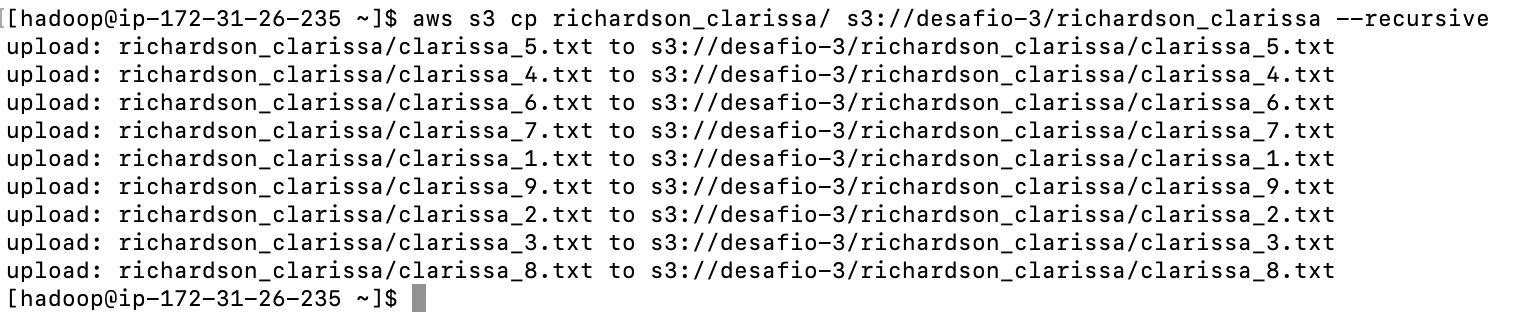 [[hadoop@ip-172-31-26-235 ~]$ aws s3 cp richardson_clarissa/ s3://desafio-3/richardson_clarissa --recursive
upload: richardson_clarissa/clarissa_5.txt to s3://desafio-3/richardson_clarissa/clarissa_5.txt
upload: richardson_clarissa/clarissa_4.txt to s3://desafio-3/richardson_clarissa/clarissa_4.txt
upload: richardson_clarissa/clarissa_6.txt to s3://desafio-3/richardson_clarissa/clarissa_6.txt
upload: richardson_clarissa/clarissa_7.txt to s3://desafio-3/richardson_clarissa/clarissa_7.txt
upload: richardson_clarissa/clarissa_1.txt to s3://desafio-3/richardson_clarissa/clarissa_1.txt
upload: richardson_clarissa/clarissa_9.txt to s3://desafio-3/richardson_clarissa/clarissa_9.txt
upload: richardson_clarissa/clarissa_2.txt to s3://desafio-3/richardson_clarissa/clarissa_2.txt
upload: richardson_clarissa/clarissa_3.txt to s3://desafio-3/richardson_clarissa/clarissa_3.txt
upload: richardson_clarissa/clarissa_8.txt to s3://desafio-3/richardson_clarissa/clarissa_8.txt
[hadoop@ip-172-31-26-235 ~]$